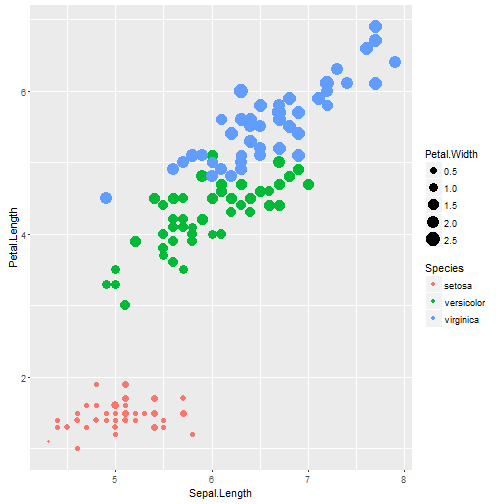 Petal.Length
6
4
2
5
6
7
8
Sepal.Length
Petal.Width
0.5
1.0
1.5
2.0
2.5
Species
setosa
versicolor
virginica